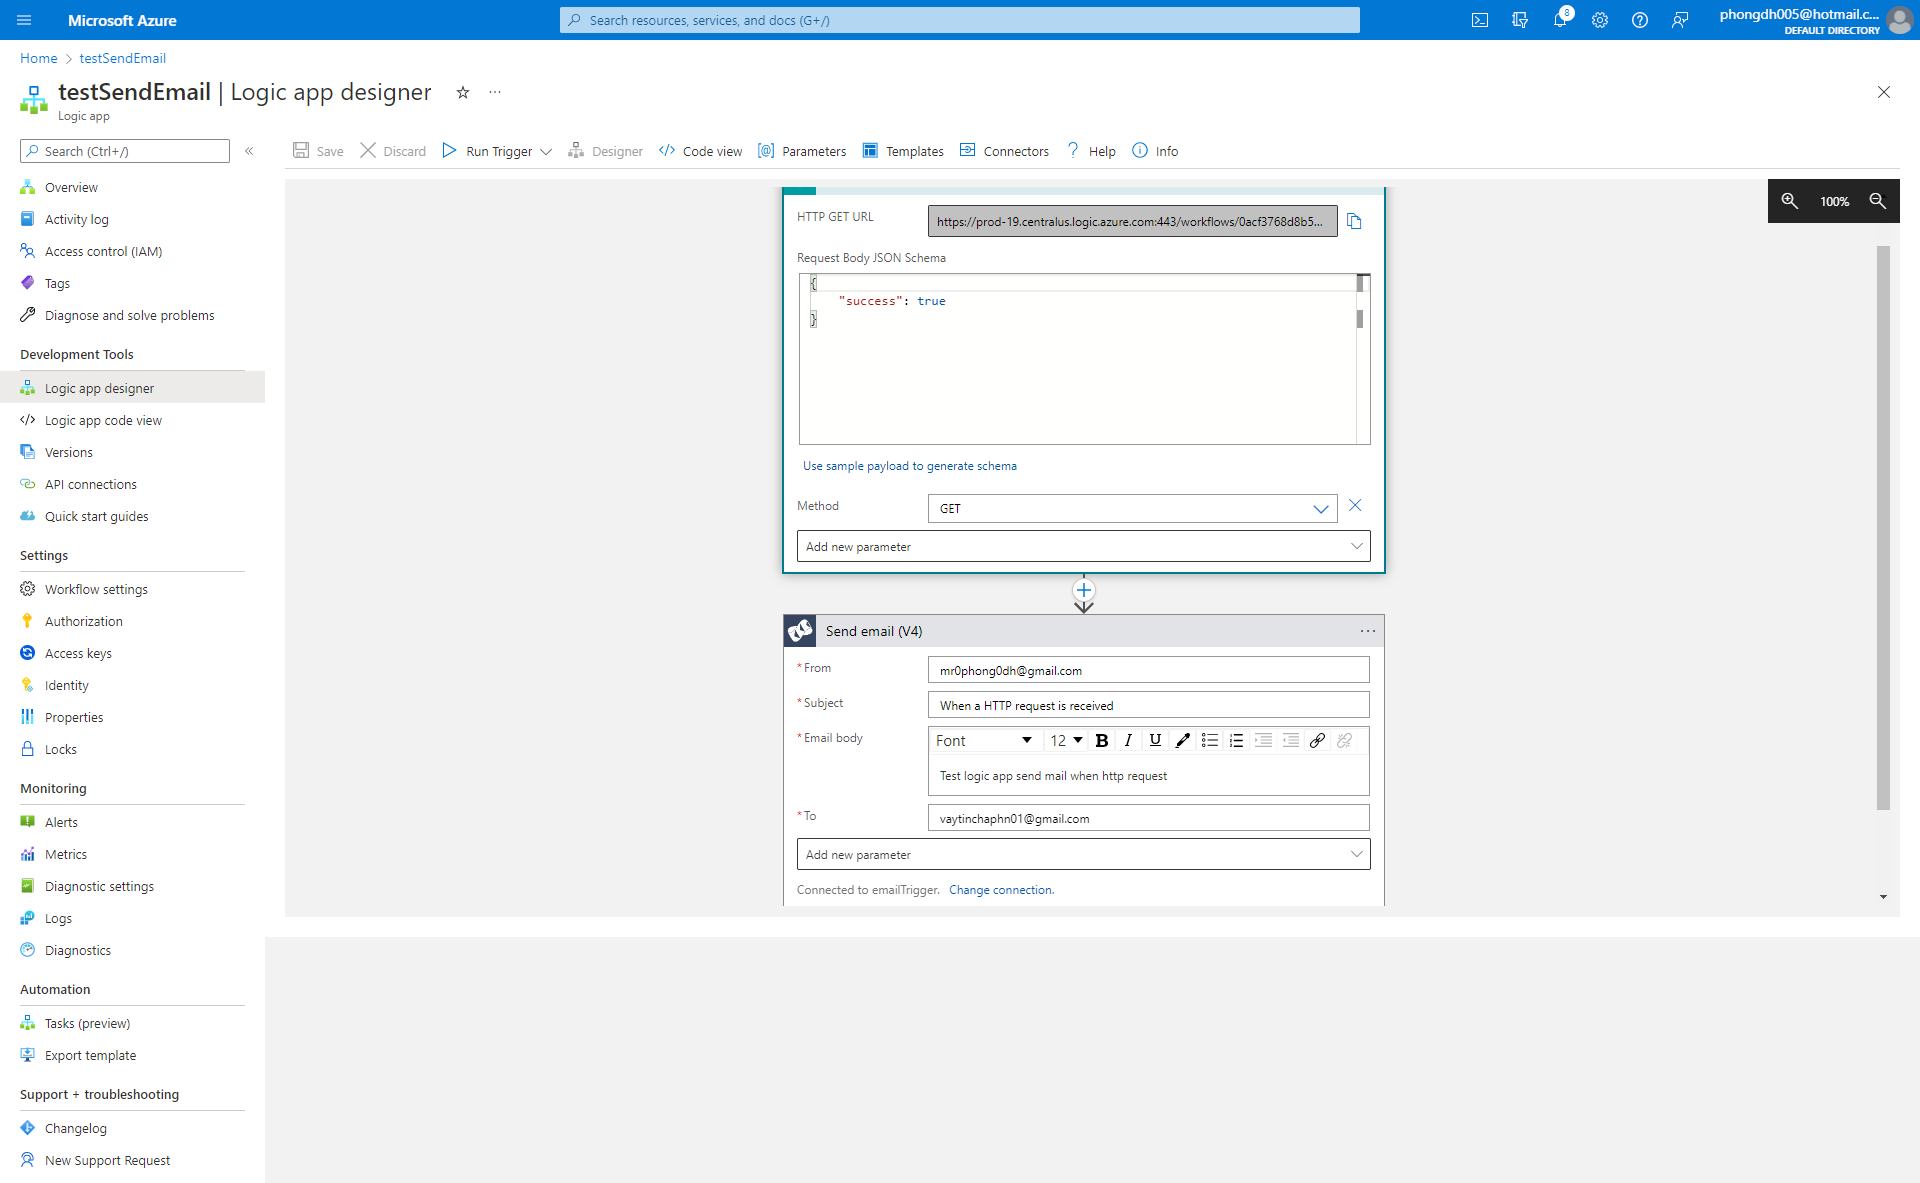 Microsoft Azure
Search resources, services, and docs (G+/)
8
phongdh005@hotmail.c...
DEFAULT DIRECTORY
Home > testSendEmail
testSendEmail | Logic app designer
Logic app
Search (Ctrl+/)
Save
Discard
Run Trigger
Designer
Code view
Parameters
Templates
Connectors
Help
Info
Overview
Activity log
Access control (IAM)
Tags
Diagnose and solve problems
Development Tools
Logic app designer
Logic app code view
Versions
API connections
Quick start guides
Settings
Workflow settings
Authorization
Access keys
Identity
Properties
Locks
Monitoring
Alerts
Metrics
Diagnostic settings
Logs
Diagnostics
Automation
Tasks (preview)
Export template
Support + troubleshooting
Changelog
New Support Request
100%
HTTP GET URL
https://prod-19.centralus.logic.azure.com:443/workflows/0acf3768d8b5...
Request Body JSON Schema
{
"success": true
}
Use sample payload to generate schema
Method
GET
Add new parameter
Send email (V4)
...
* From
mr0phong0dh@gmail.com
* Subject
When a HTTP request is received
* Email body
Font
12
B
I
U
Test logic app send mail when http request
* To
vaytinchaphn01@gmail.com
Add new parameter
Connected to emailTrigger. Change connection.